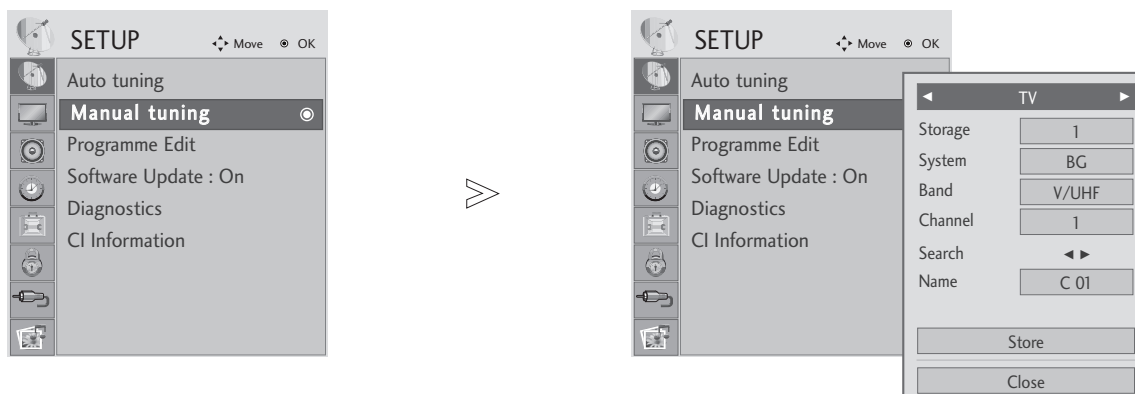 SETUP Move OK
Auto tuning
Manual tuning
Programme Edit
Software Update : On
Diagnostics
CI Information
SETUP Move OK
Auto tuning
Manual tuning
Programme Edit
Software Update : On
Diagnostics
CI Information
◄ TV ►
Storage 1
System BG
Band V/UHF
Channel 1
Search ◄ ►
Name C 01
Store
Close